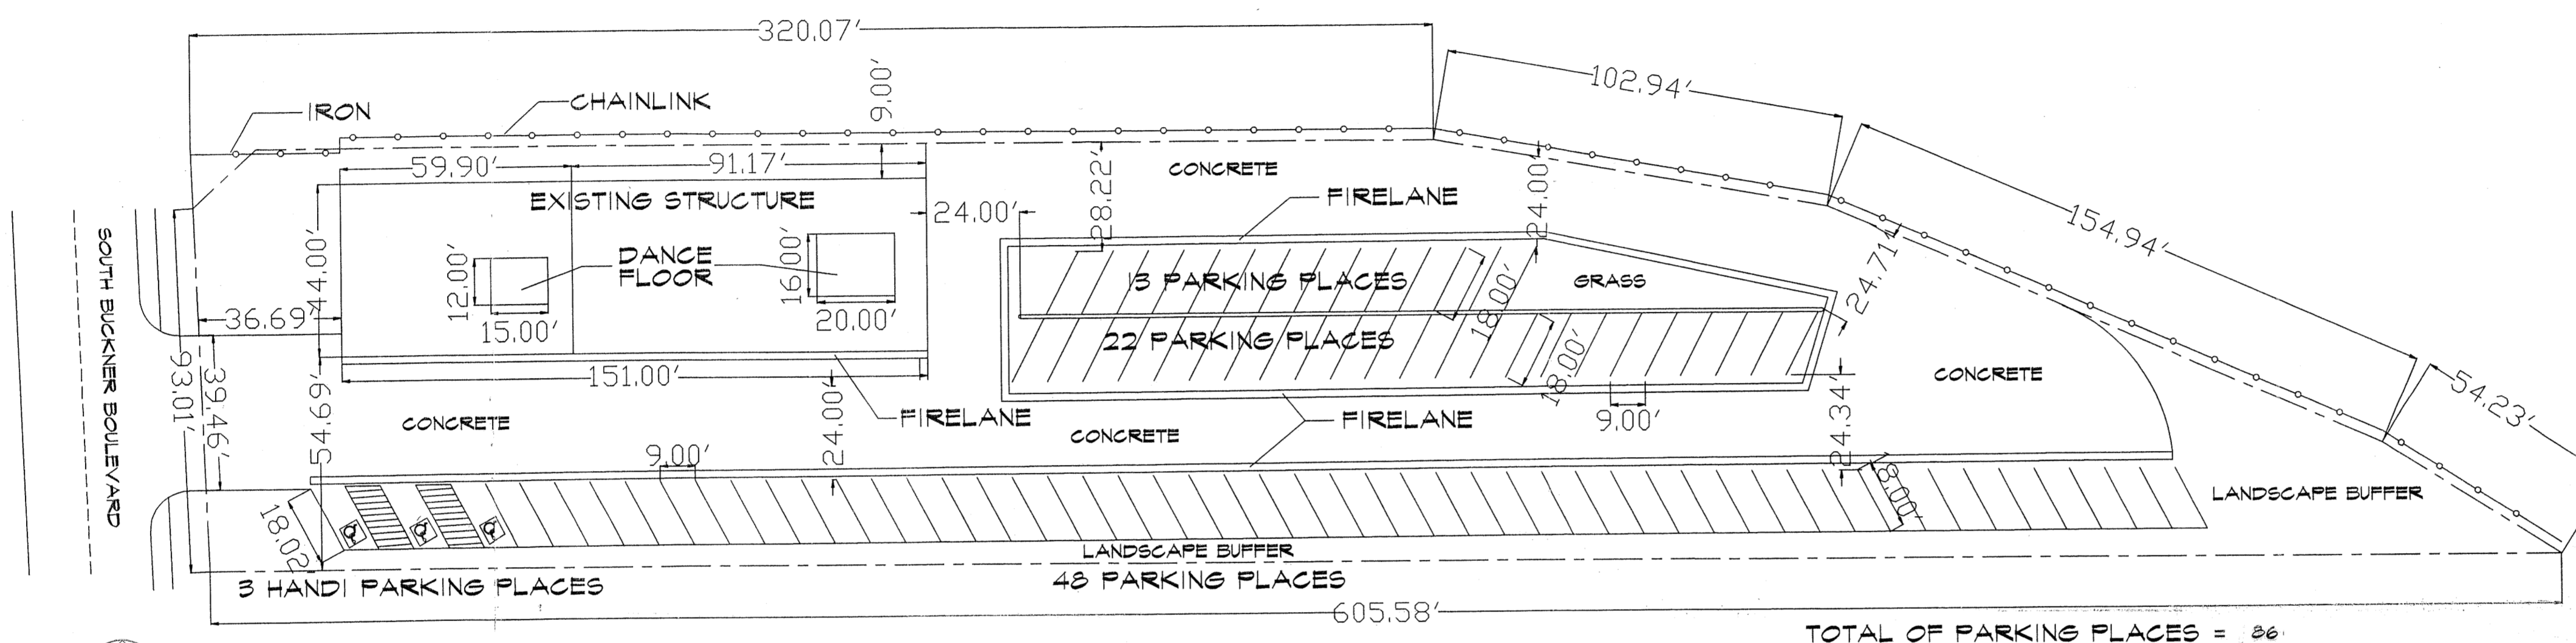 320.07'
102.94'
IRON
CHAINLINK
9.00'
59.90'
91.17'
CONCRETE
24.00'
154.94'
EXISTING STRUCTURE
FIRELANE
24.00'
28.22'
SOUTH BUCKNER BOULEVARD
44.00'
DANCE
FLOOR
12.00'
15.00'
16.00'
20.00'
13 PARKING PLACES
18.00'
GRASS
24.71'
36.69'
22 PARKING PLACES
18.00'
93.01'
39.46'
151.00'
CONCRETE
54.23'
54.69'
CONCRETE
24.00'
FIRELANE
CONCRETE
FIRELANE
9.00'
24.34'
9.00'
18.02
LANDSCAPE BUFFER
LANDSCAPE BUFFER
3 HANDI PARKING PLACES
48 PARKING PLACES
605.58'
TOTAL OF PARKING PLACES = 86